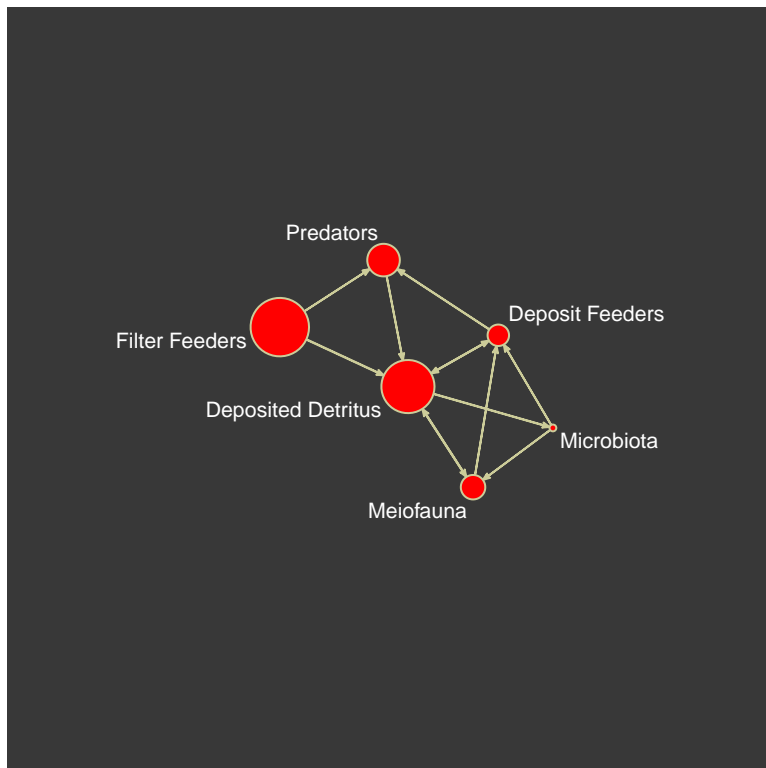 Predators
Deposit Feeders
Filter Feeders
Deposited Detritus
Microbiota
Meiofauna